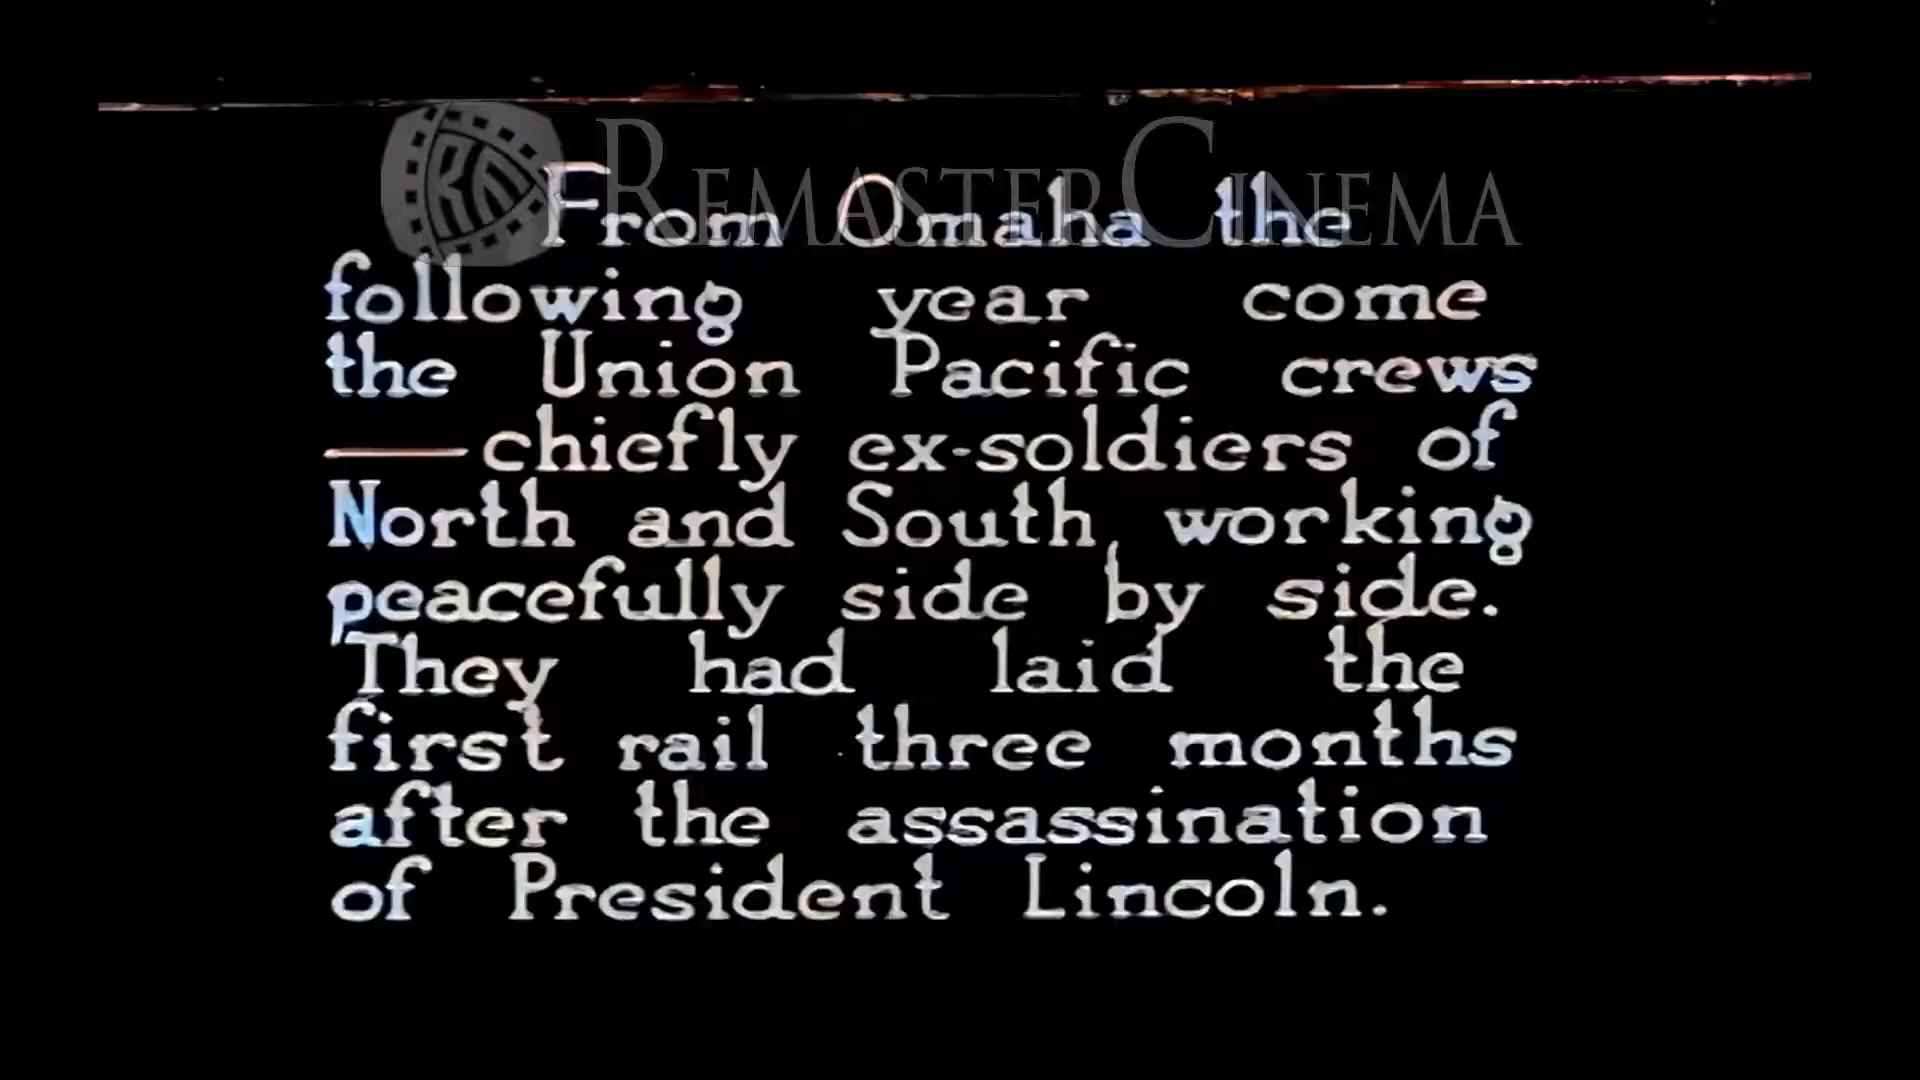 REMASTERCINEMA
From Omaha the
following year come
the Union Pacific crews
—chiefly ex-soldiers of
North and South, working
peacefully side by side.
They had laid the
first rail three months
after the assassination
of President Lincoln.